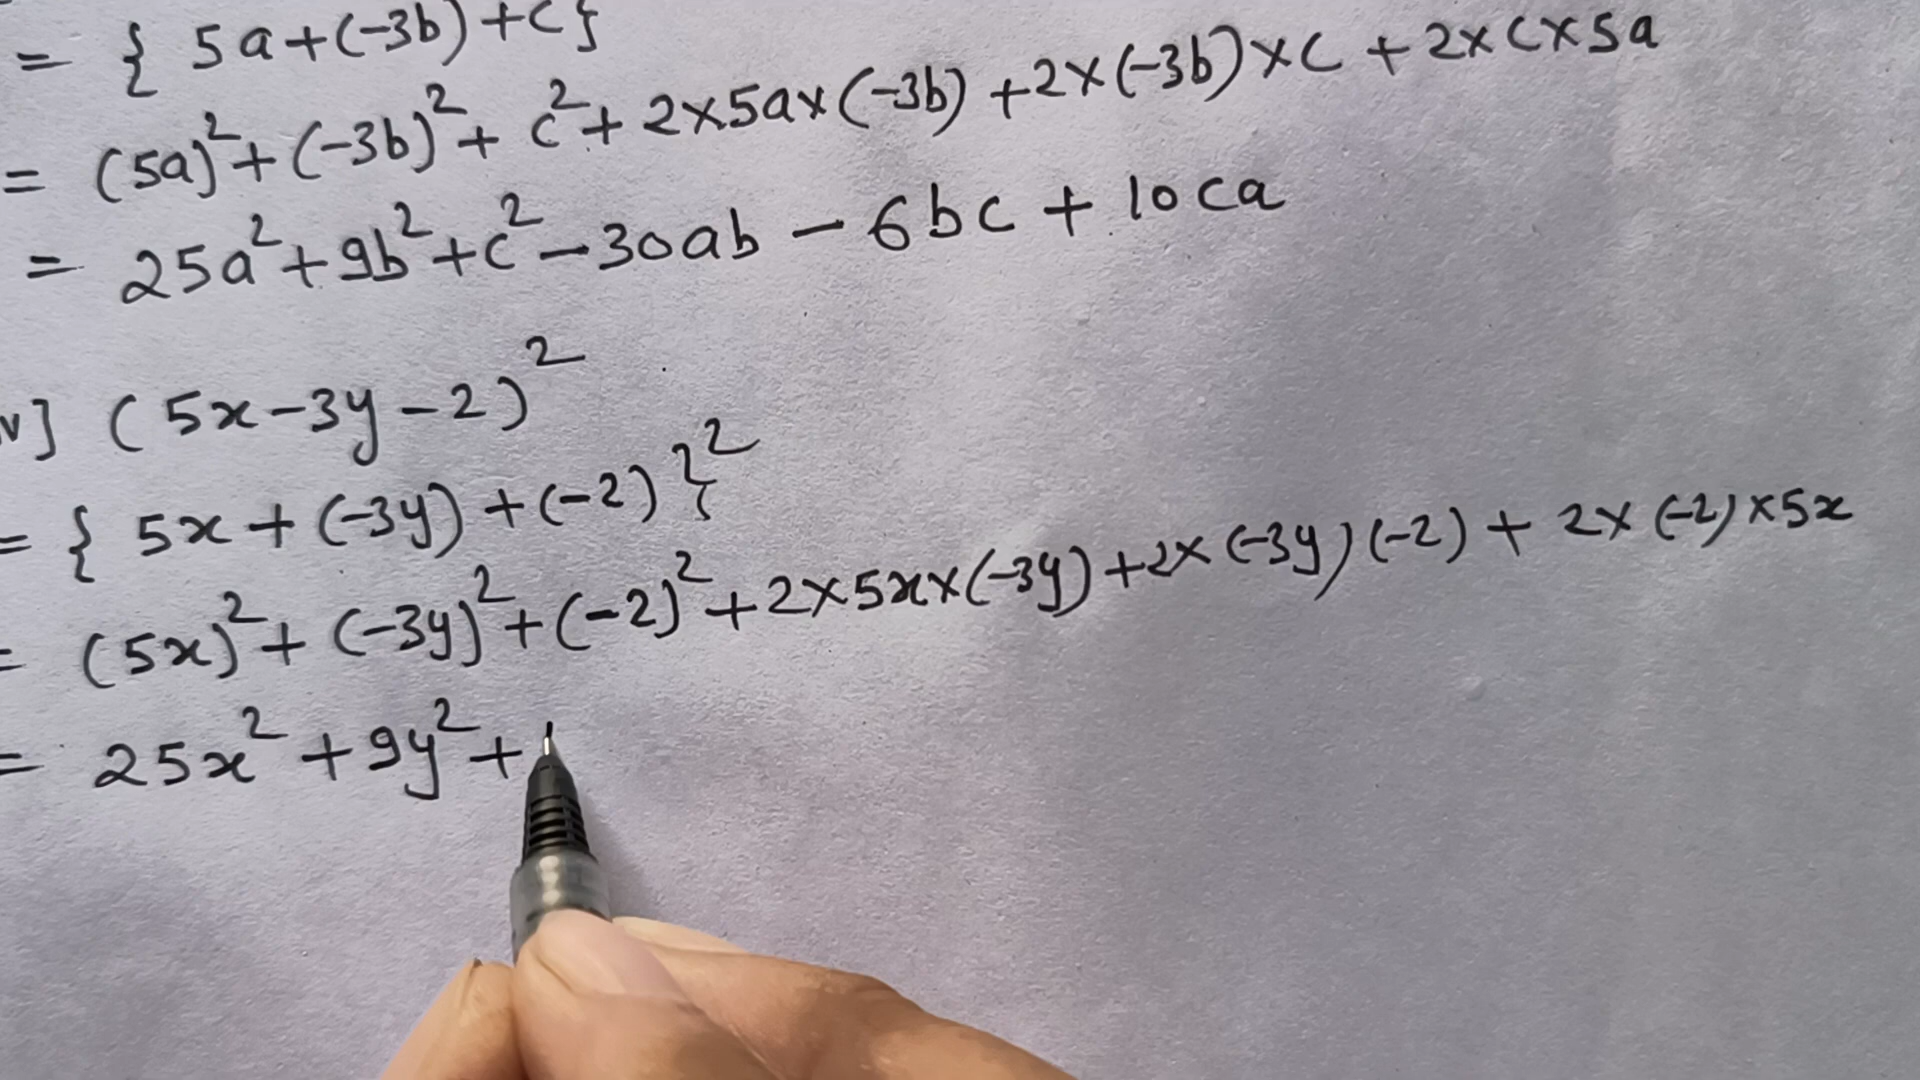 = { 5a+(-3b)+c}
= (5a)²+(-3b)²+ c²+ 2×5a×(-3b) +2×(-3b)×c + 2×c×5a
= 25a²+9b²+c²-30ab - 6bc + 10ca
v] (5x-3y-2)²
= { 5x + (-3y) +(-2) }²
= (5x)²+ (-3y)²+(-2)²+2×5x×(-3y)+2×(-3y)(-2) + 2×(-2)×5x
= 25x² + 9y² +